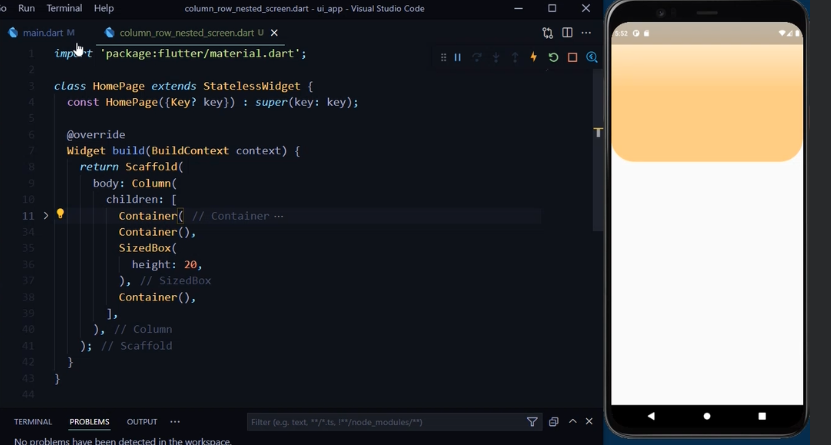 Run Terminal Help column_row_nested_screen.dart - ui_app - Visual Studio Code
main.dart M column_row_nested_screen.dart U
1 import 'package:flutter/material.dart';
2
3 class HomePage extends StatelessWidget {
4 const HomePage({Key? key}) : super(key: key);
5
6 @override
7 Widget build(BuildContext context) {
8 return Scaffold(
9 body: Column(
10 children: [
11 Container( // Container ...
34 Container(),
35 SizedBox(
36 height: 20,
37 ), // SizedBox
38 Container(),
39 ],
40 ), // Column
41 ); // Scaffold
42 }
43 }
44
TERMINAL PROBLEMS OUTPUT ... Filter (e.g. text, **/*.ts, !**/node_modules/**)
No problems have been detected in the workspace.
5:52